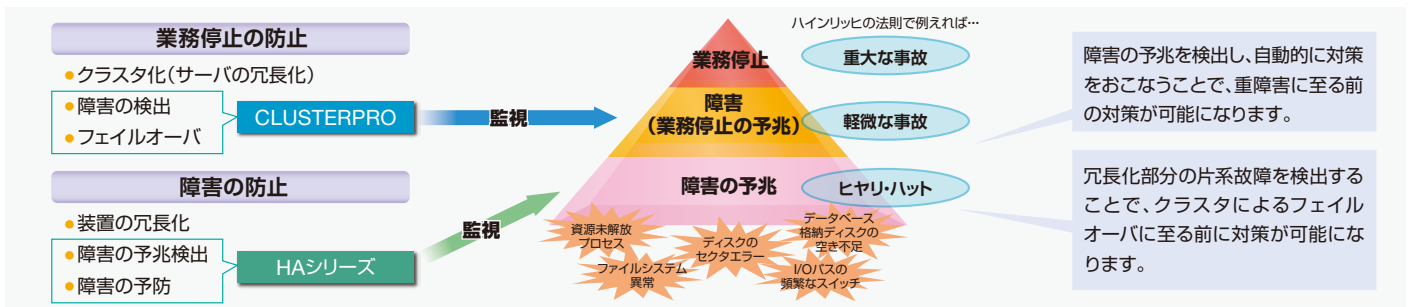 業務停止の防止
●クラスタ化(サーバの冗長化)
●障害の検出
●フェイルオーバ
CLUSTERPRO
監視
障害の防止
●装置の冗長化
●障害の予兆検出
●障害の予防
HAシリーズ
監視
ハインリッヒの法則で例えれば…
業務停止
重大な事故
障害
(業務停止の予兆)
軽微な事故
障害の予兆
ヒヤリ・ハット
資源未解放
プロセス
ファイルシステム
異常
ディスクの
セクタエラー
データベース
格納ディスクの
空き不足
I/Oパスの
頻繁なスイッチ
障害の予兆を検出し、自動的に対策
をおこなうことで、重障害に至る前
の対策が可能になります。
冗長化部分の片系故障を検出する
ことで、クラスタによるフェイル
オーバに至る前に対策が可能にな
ります。